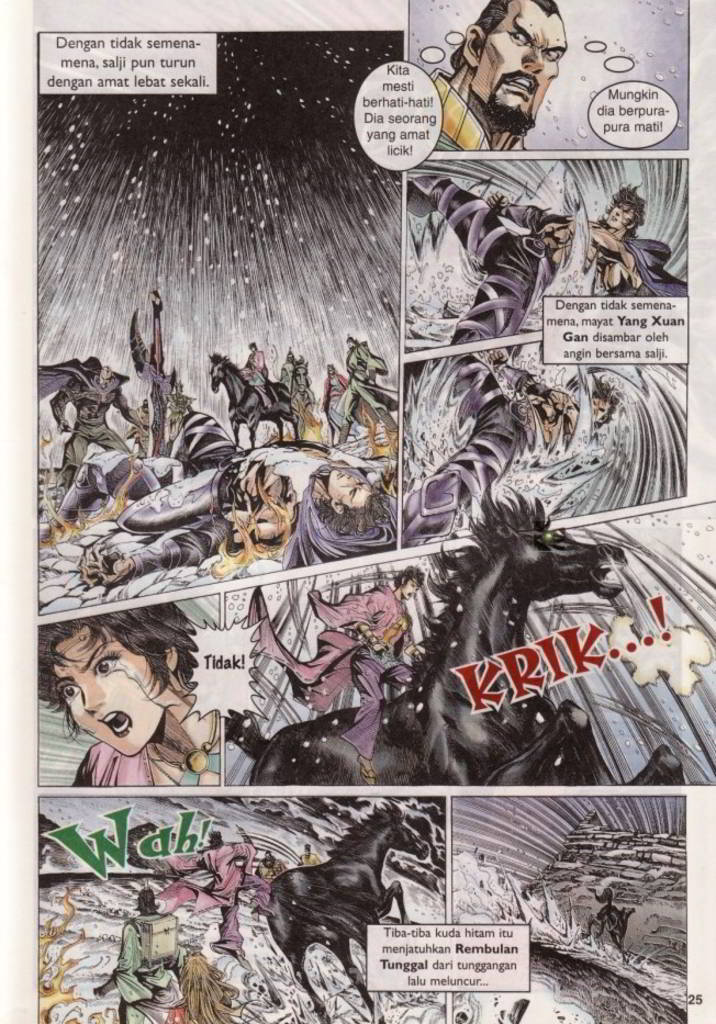 Dengan tidak semena-
mena, salji pun turun
dengan amat lebat sekali.
Kita
mesti
berhati-hati!
Dia seorang
yang amat
licik!
Mungkin
dia berpura-
pura mati!
Dengan tidak semena-
mena, mayat Yang Xuan
Gan disambar oleh
angin bersama salji.
Tidak!
KRIK...!
Wah!
Tiba-tiba kuda hitam itu
menjatuhkan Rembulan
Tunggal dari tunggangan
lalu meluncur...
25